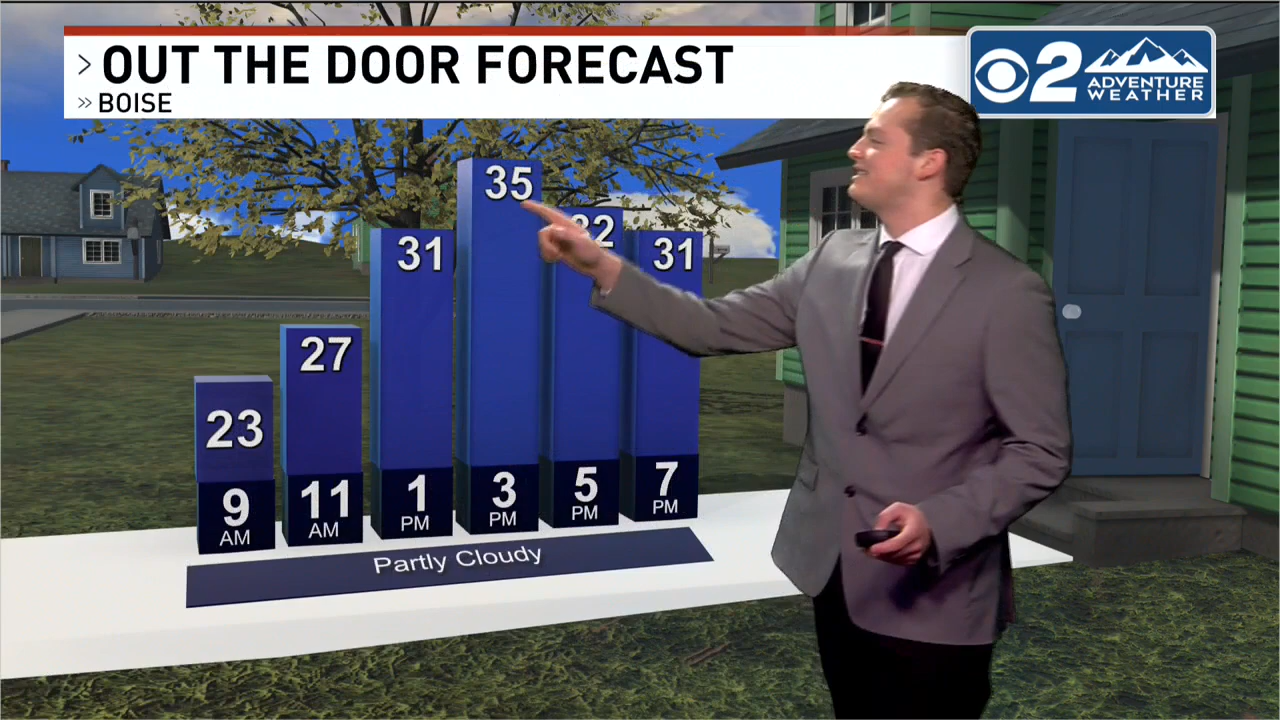 > OUT THE DOOR FORECAST
>> BOISE
2 ADVENTURE
WEATHER
35
31
31
27
23
9 11 1 3 5 7
AM AM PM PM PM PM
Partly Cloudy